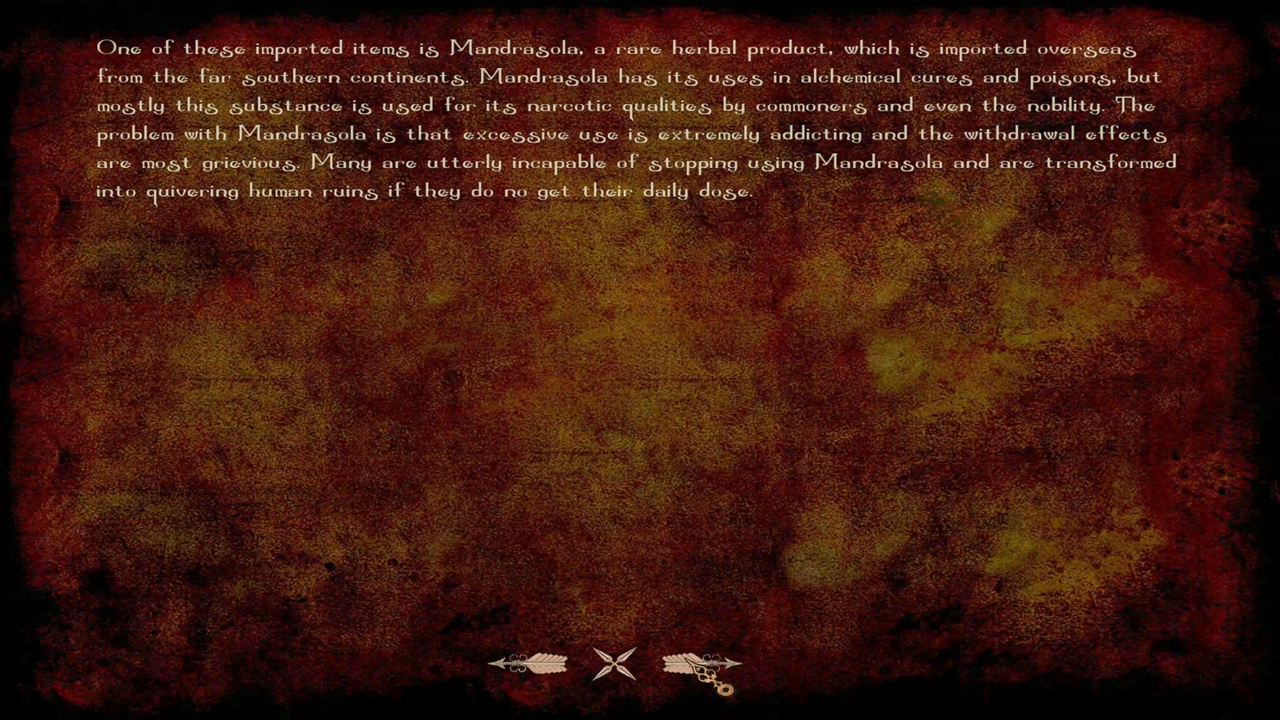 One of these imported items is Mandrasola, a rare herbal product, which is imported overseas
from the far southern continents. Mandrasola has its uses in alchemical cures and poisons, but
mostly this substance is used for its narcotic qualities by commoners and even the nobility. The
problem with Mandrasola is that excessive use is extremely addicting and the withdrawal effects
are most grievious. Many are utterly incapable of stopping using Mandrasola and are transformed
into quivering human ruins if they do no get their daily dose.